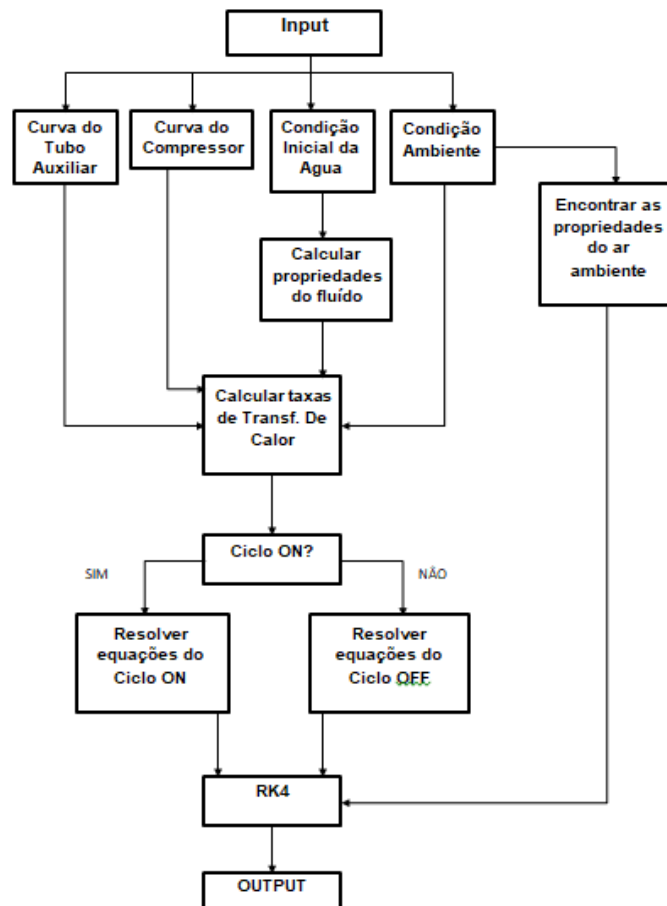 Input
Curva do
Tubo
Auxiliar
Curva do
Compressor
Condição
Inicial da
Agua
Condição
Ambiente
Encontrar as
propriedades
do ar
ambiente
Calcular
propriedades
do fluído
Calcular taxas
de Transf. De
Calor
Ciclo ON?
SIM
NÃO
Resolver
equações do
Ciclo ON
Resolver
equações do
Ciclo OFF
RK4
OUTPUT